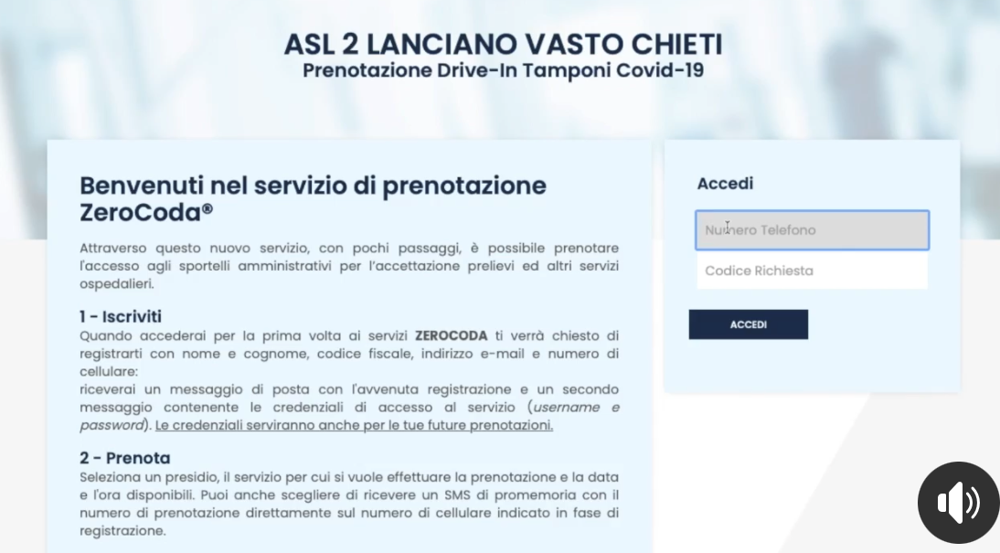 ASL 2 LANCIANO VASTO CHIETI
Prenotazione Drive-In Tamponi Covid-19
Benvenuti nel servizio di prenotazione
ZeroCoda®
Attraverso questo nuovo servizio, con pochi passaggi, è possibile prenotare
l'accesso agli sportelli amministrativi per l'accettazione prelievi ed altri servizi
ospedalieri.
1 - Iscriviti
Quando accederai per la prima volta ai servizi ZEROCODA ti verrà chiesto di
registrarti con nome e cognome, codice fiscale, indirizzo e-mail e numero di
cellulare:
riceverai un messaggio di posta con l'avvenuta registrazione e un secondo
messaggio contenente le credenziali di accesso al servizio (username e
password). Le credenziali serviranno anche per le tue future prenotazioni.
2 - Prenota
Seleziona un presidio, il servizio per cui si vuole effettuare la prenotazione e la data
e l'ora disponibili. Puoi anche scegliere di ricevere un SMS di promemoria con il
numero di prenotazione direttamente sul numero di cellulare indicato in fase di
registrazione.
Accedi
Numero Telefono
Codice Richiesta
ACCEDI